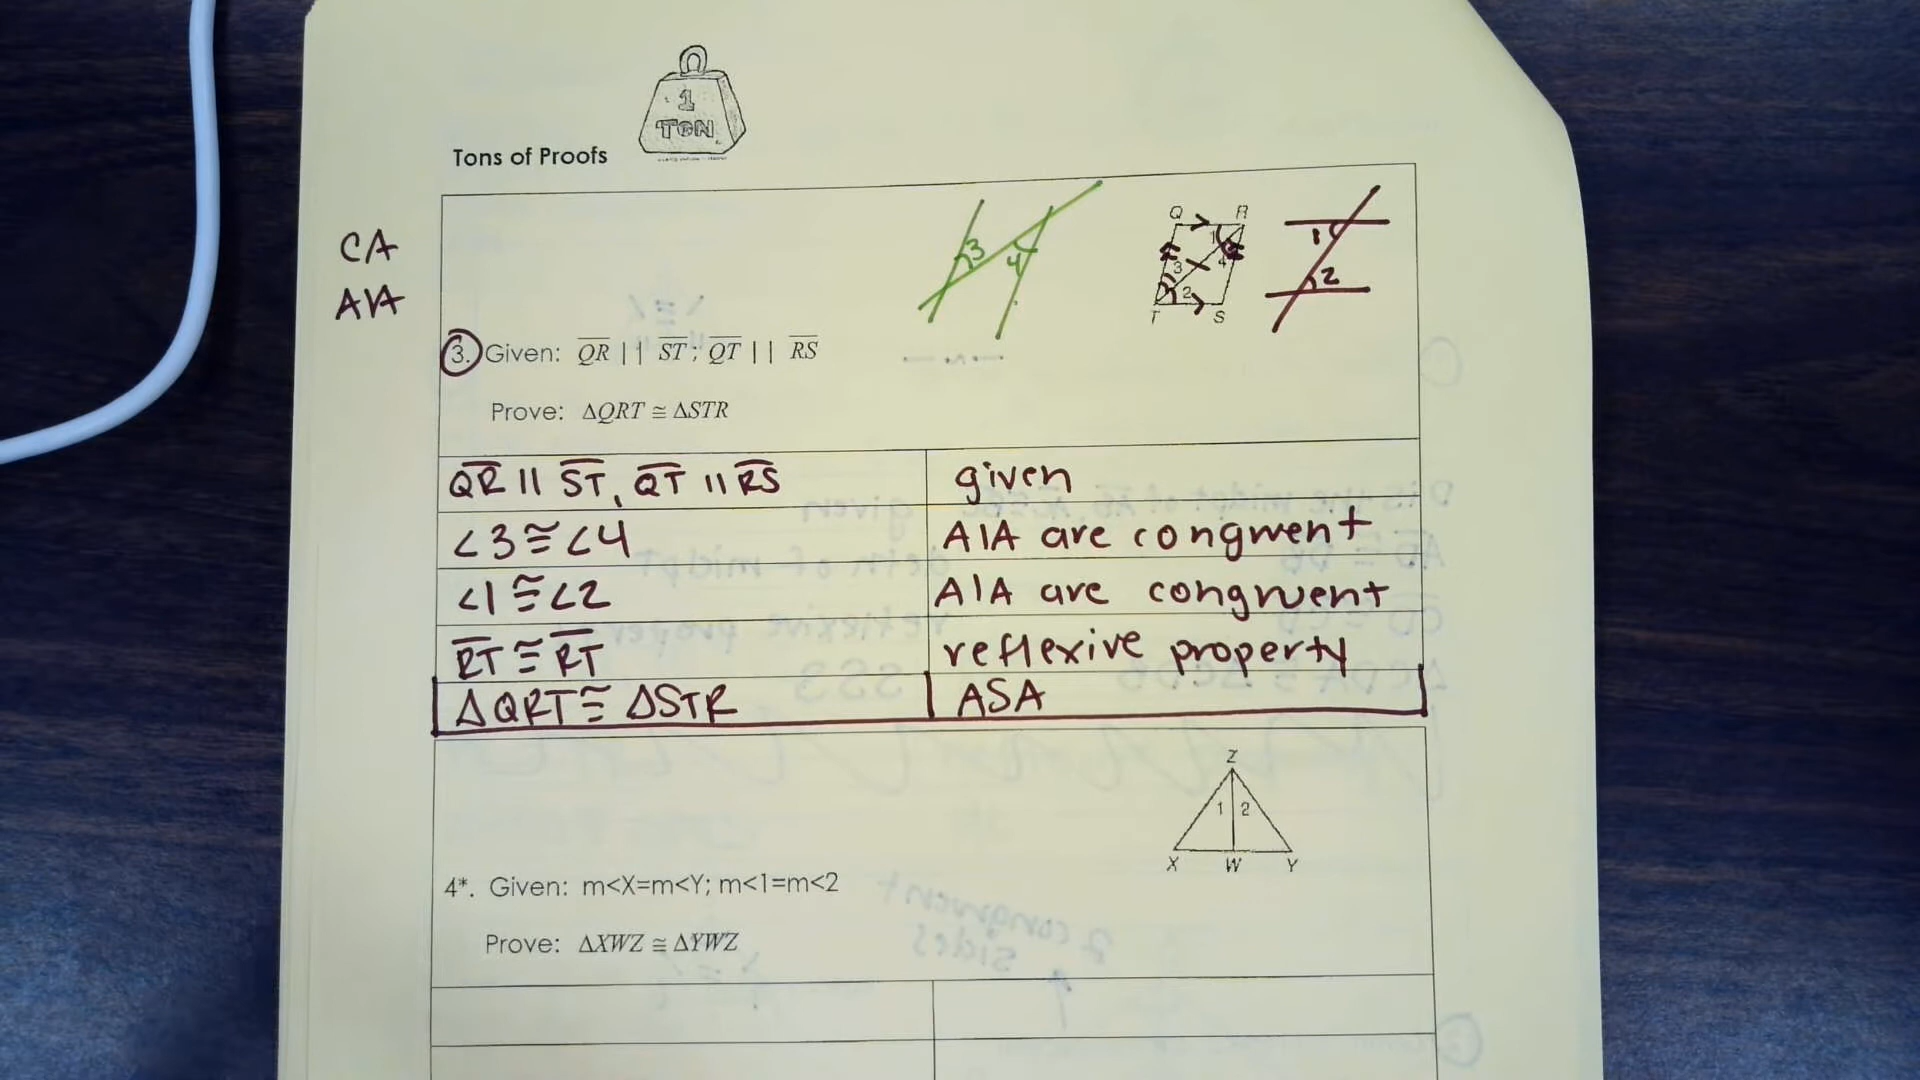 1
TON
Tons of Proofs
CA
AIA
3
4
Q R
1
3 4
2
T S
1
2
3. Given: QR || ST; QT || RS
Prove: ΔQRT ≅ ΔSTR
QR || ST, QT || RS given
∠3 ≅ ∠4 AIA are congruent
∠1 ≅ ∠2 AIA are congruent
RT ≅ RT reflexive property
ΔQRT ≅ ΔSTR ASA
Z
1 2
X W Y
4*. Given: m<X=m<Y; m<1=m<2
Prove: ΔXWZ ≅ ΔYWZ